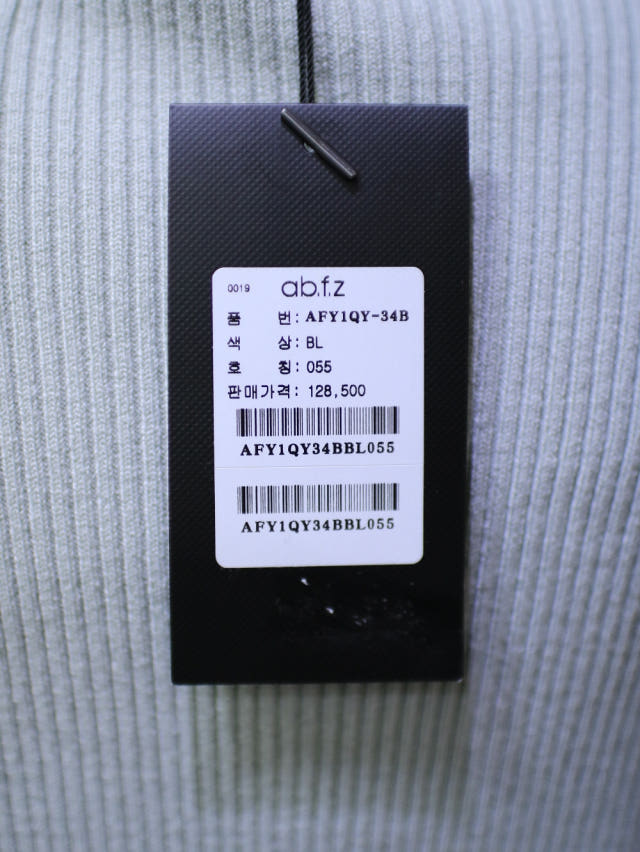 0019 ab.f.z
품 번: AFY1QY-34B
색 상: BL
호 칭: 055
판매가격: 128,500
AFY1QY34BBL055
AFY1QY34BBL055